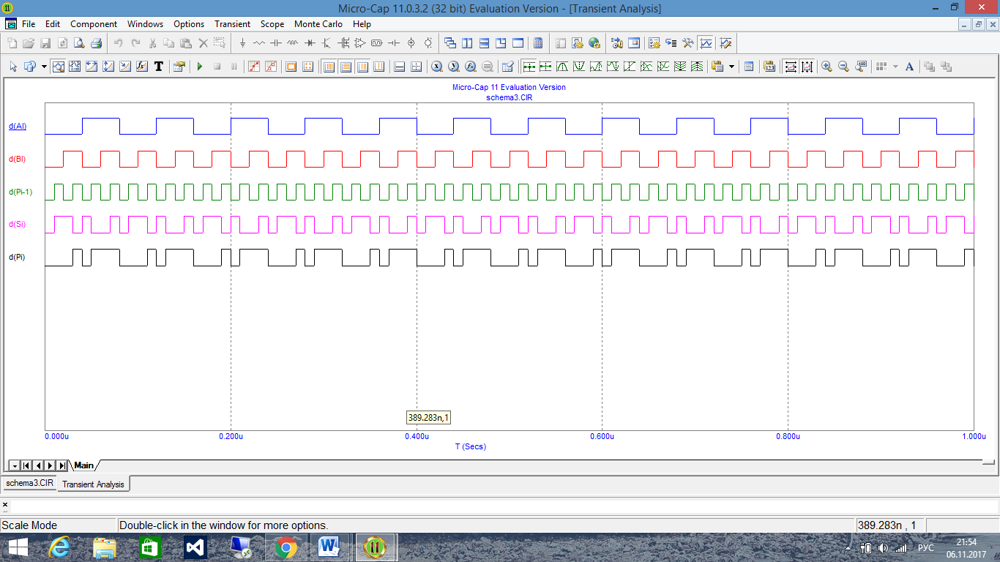 11
Micro-Cap 11.0.3.2 (32 bit) Evaluation Version - [Transient Analysis]
File Edit Component Windows Options Transient Scope Monte Carlo Help
Micro-Cap 11 Evaluation Version
schema3.CIR
d(AI)
d(BI)
d(Pi-1)
d(Si)
d(Pi)
389.283n,1
0.000u 0.200u 0.400u 0.600u 0.800u 1.000u
T (Secs)
Main
schema3.CIR Transient Analysis
Scale Mode Double-click in the window for more options. 389.283n , 1
РУС
21:54
06.11.2017